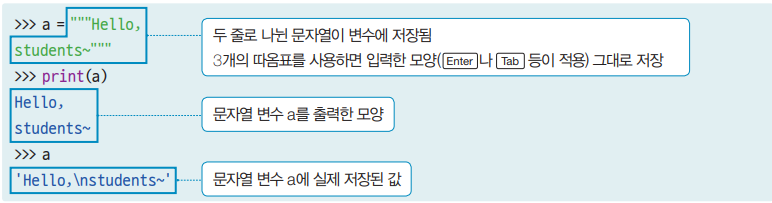 >>> a = """Hello,
students~"""
두 줄로 나뉜 문자열이 변수에 저장됨
3개의 따옴표를 사용하면 입력한 모양(Enter나 Tab 등이 적용) 그대로 저장
>>> print(a)
Hello,
students~
문자열 변수 a를 출력한 모양
>>> a
'Hello,\nstudents~'
문자열 변수 a에 실제 저장된 값